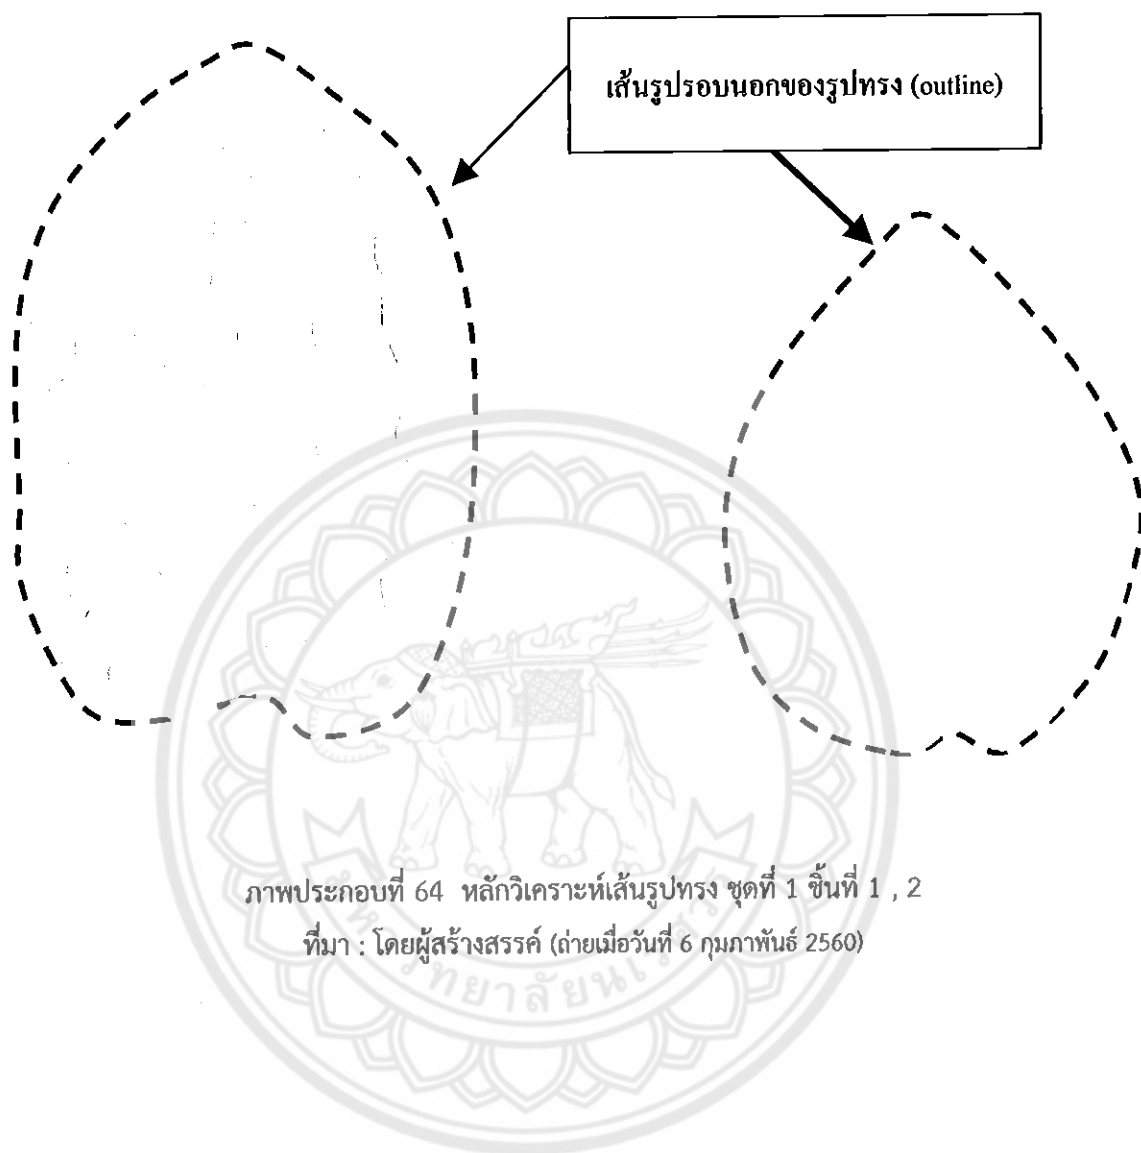 เส้นรูปรอบนอกของรูปทรง (outline)
ภาพประกอบที่ 64 หลักวิเคราะห์เส้นรูปทรง ชุดที่ 1 ชิ้นที่ 1 , 2
ที่มา : โดยผู้สร้างสรรค์ (ถ่ายเมื่อวันที่ 6 กุมภาพันธ์ 2560)